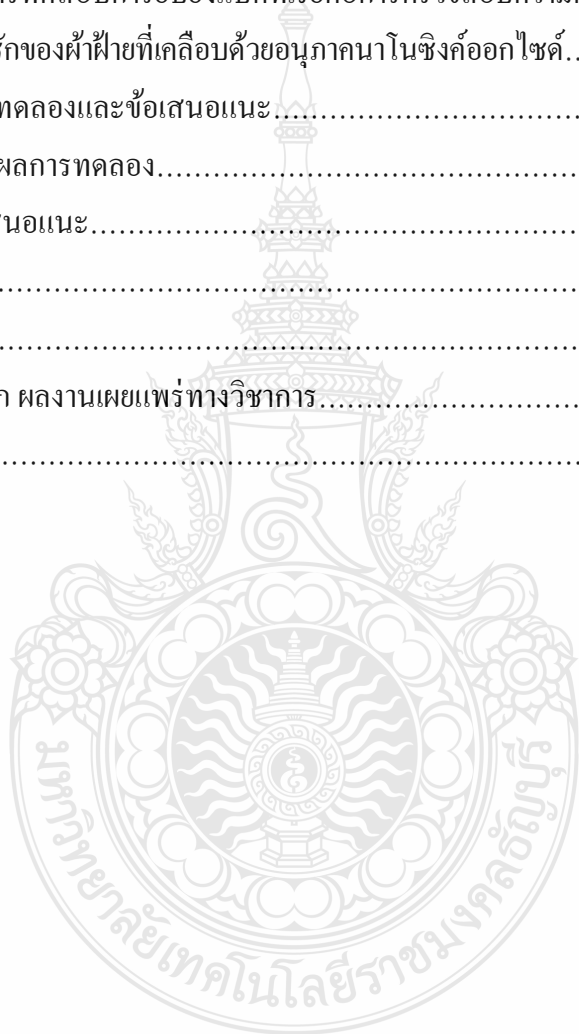 ซักของผ้าฝ้ายที่เคลือบด้วยอนุภาคนาโนซิงค์ออกไซด์..
ทดลองและข้อเสนอแนะ......................................
ผลการทดลอง....................................................
สนอแนะ...........................................................
.......................................................................
.......................................................................
ก ผลงานเผยแพร่ทางวิชาการ...............................
.......................................................................
มหาวิทยาลัยเทคโนโลยีราชมงคลธัญบุรี